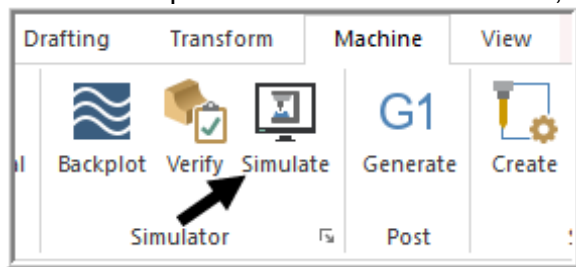 Drafting Transform Machine View
G1
Backplot Verify Simulate Generate Create
Simulator Post